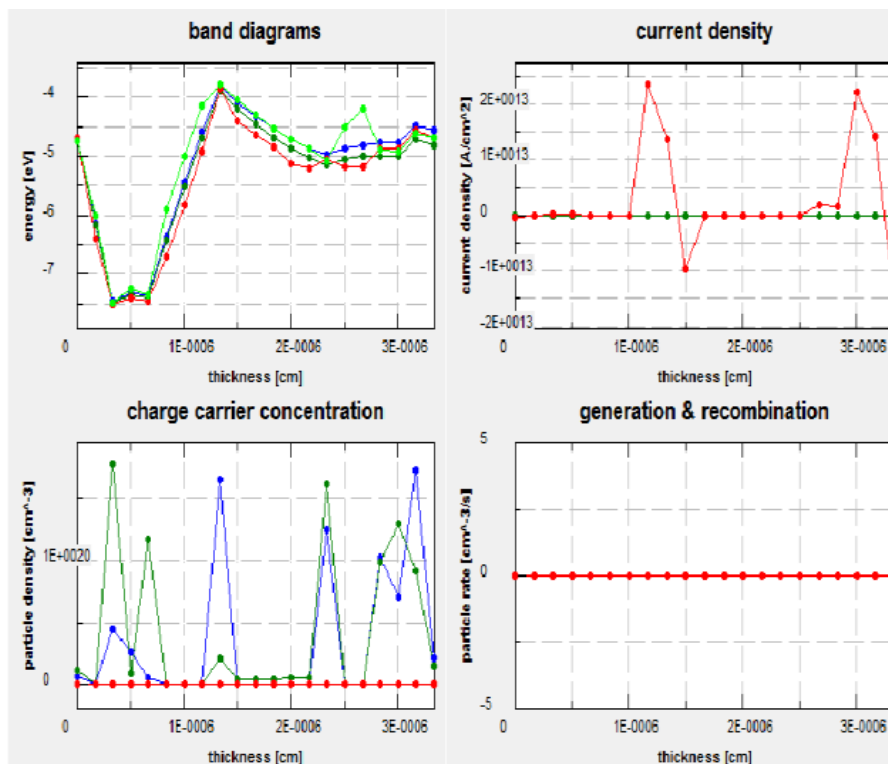 band diagrams
energy [eV]
-4
-5
-6
-7
0
1E-0006
2E-0006
3E-0006
thickness [cm]
current density
current density [A/cm^2]
2E+0013
1E+0013
0
-1E+0013
-2E+0013
0
1E-0006
2E-0006
3E-0006
thickness [cm]
charge carrier concentration
particle density [cm^-3]
1E+0020
0
0
1E-0006
2E-0006
3E-0006
thickness [cm]
generation & recombination
particle rate [cm^-3/s]
5
0
-5
0
1E-0006
2E-0006
3E-0006
thickness [cm]